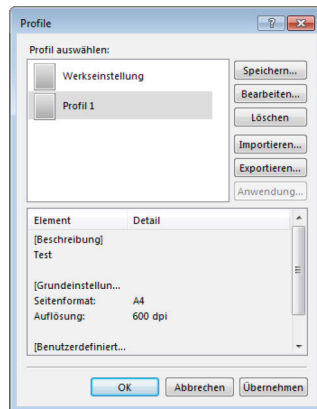 Profile
Profil auswählen:
Werkseinstellung
Profil 1
Speichern...
Bearbeiten...
Löschen
Importieren...
Exportieren...
Anwendung...
Element Detail
[Beschreibung]
Test
[Grundeinstellun...
Seitenformat: A4
Auflösung: 600 dpi
[Benutzerdefiniert...
OK Abbrechen Übernehmen